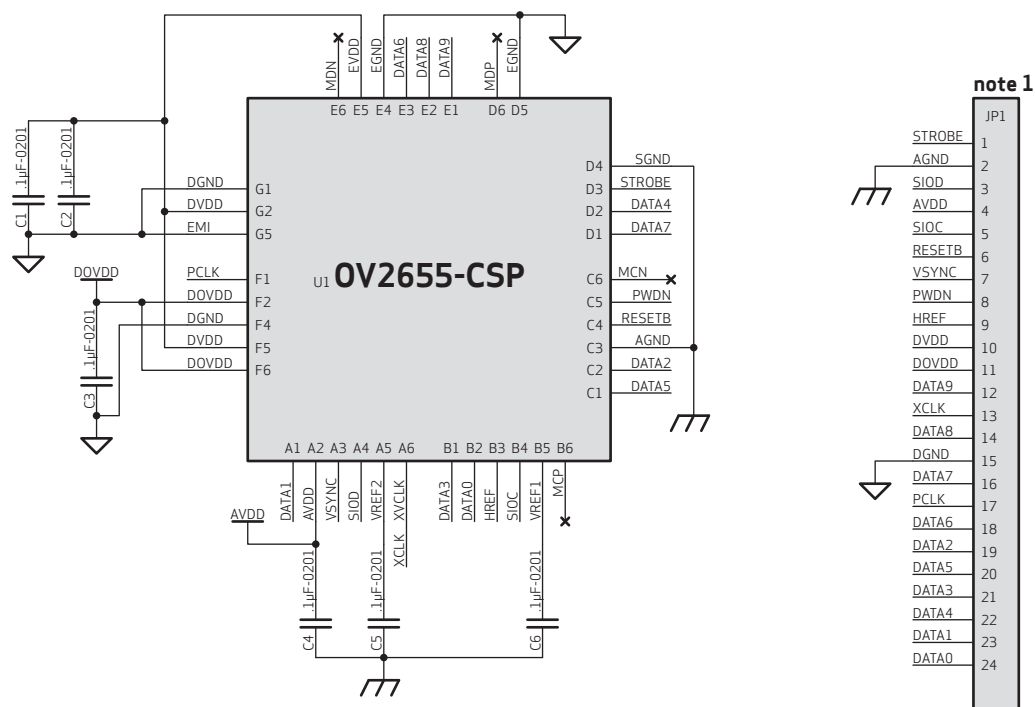 note 1
JP1
STROBE 1
AGND 2
SIOD 3
AVDD 4
SIOC 5
RESETB 6
VSYNC 7
PWDN 8
HREF 9
DVDD 10
DOVDD 11
DATA9 12
XCLK 13
DATA8 14
DGND 15
DATA7 16
PCLK 17
DATA6 18
DATA2 19
DATA5 20
DATA3 21
DATA4 22
DATA1 23
DATA0 24
MDN
EVDD
EGND
DATA6
DATA8
DATA9
MDP
EGND
E6 E5 E4 E3 E2 E1 D6 D5
.1µF-0201
C1
.1µF-0201
C2
DGND G1
DVDD G2
EMI G5
DOVDD
PCLK F1
DOVDD F2
DGND F4
DVDD F5
DOVDD F6
.1µF-0201
C3
U1 OV2655-CSP
D4 SGND
D3 STROBE
D2 DATA4
D1 DATA7
C6 MCN
C5 PWDN
C4 RESETB
C3 AGND
C2 DATA2
C1 DATA5
A1 A2 A3 A4 A5 A6 B1 B2 B3 B4 B5 B6
DATA1
AVDD
VSYNC
SIOD
VREF2
XVCLK
XCLK
DATA3
DATA0
HREF
SIOC
VREF1
MCP
AVDD
.1µF-0201
C4
.1µF-0201
C5
.1µF-0201
C6